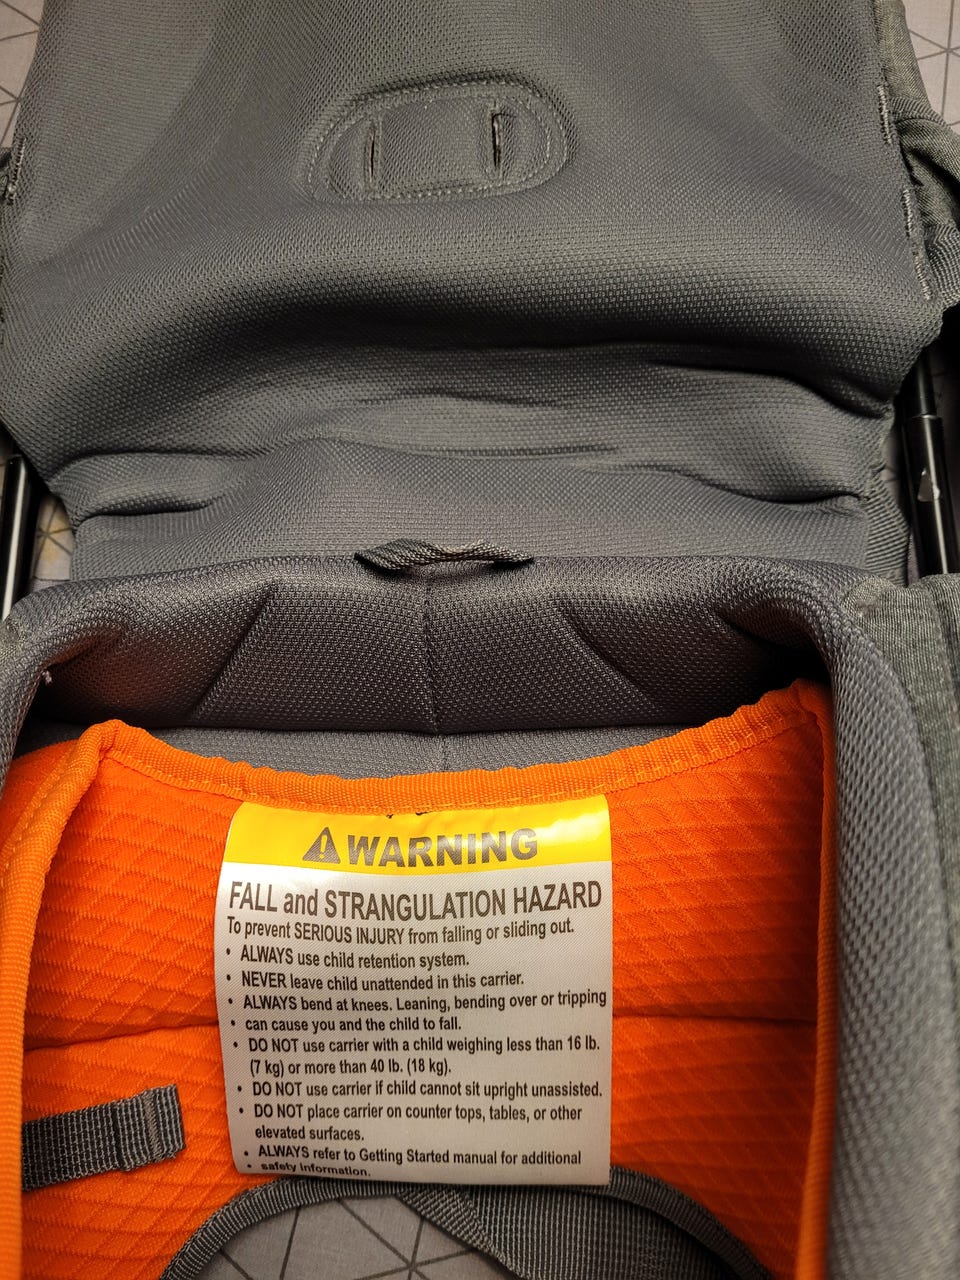 WARNING
FALL and STRANGULATION HAZARD
To prevent SERIOUS INJURY from falling or sliding out.
• ALWAYS use child retention system.
• NEVER leave child unattended in this carrier.
• ALWAYS bend at knees. Leaning, bending over or tripping
• can cause you and the child to fall.
• DO NOT use carrier with a child weighing less than 16 lb.
(7 kg) or more than 40 lb. (18 kg).
• DO NOT use carrier if child cannot sit upright unassisted.
• DO NOT place carrier on counter tops, tables, or other
elevated surfaces.
• ALWAYS refer to Getting Started manual for additional
• safety information.